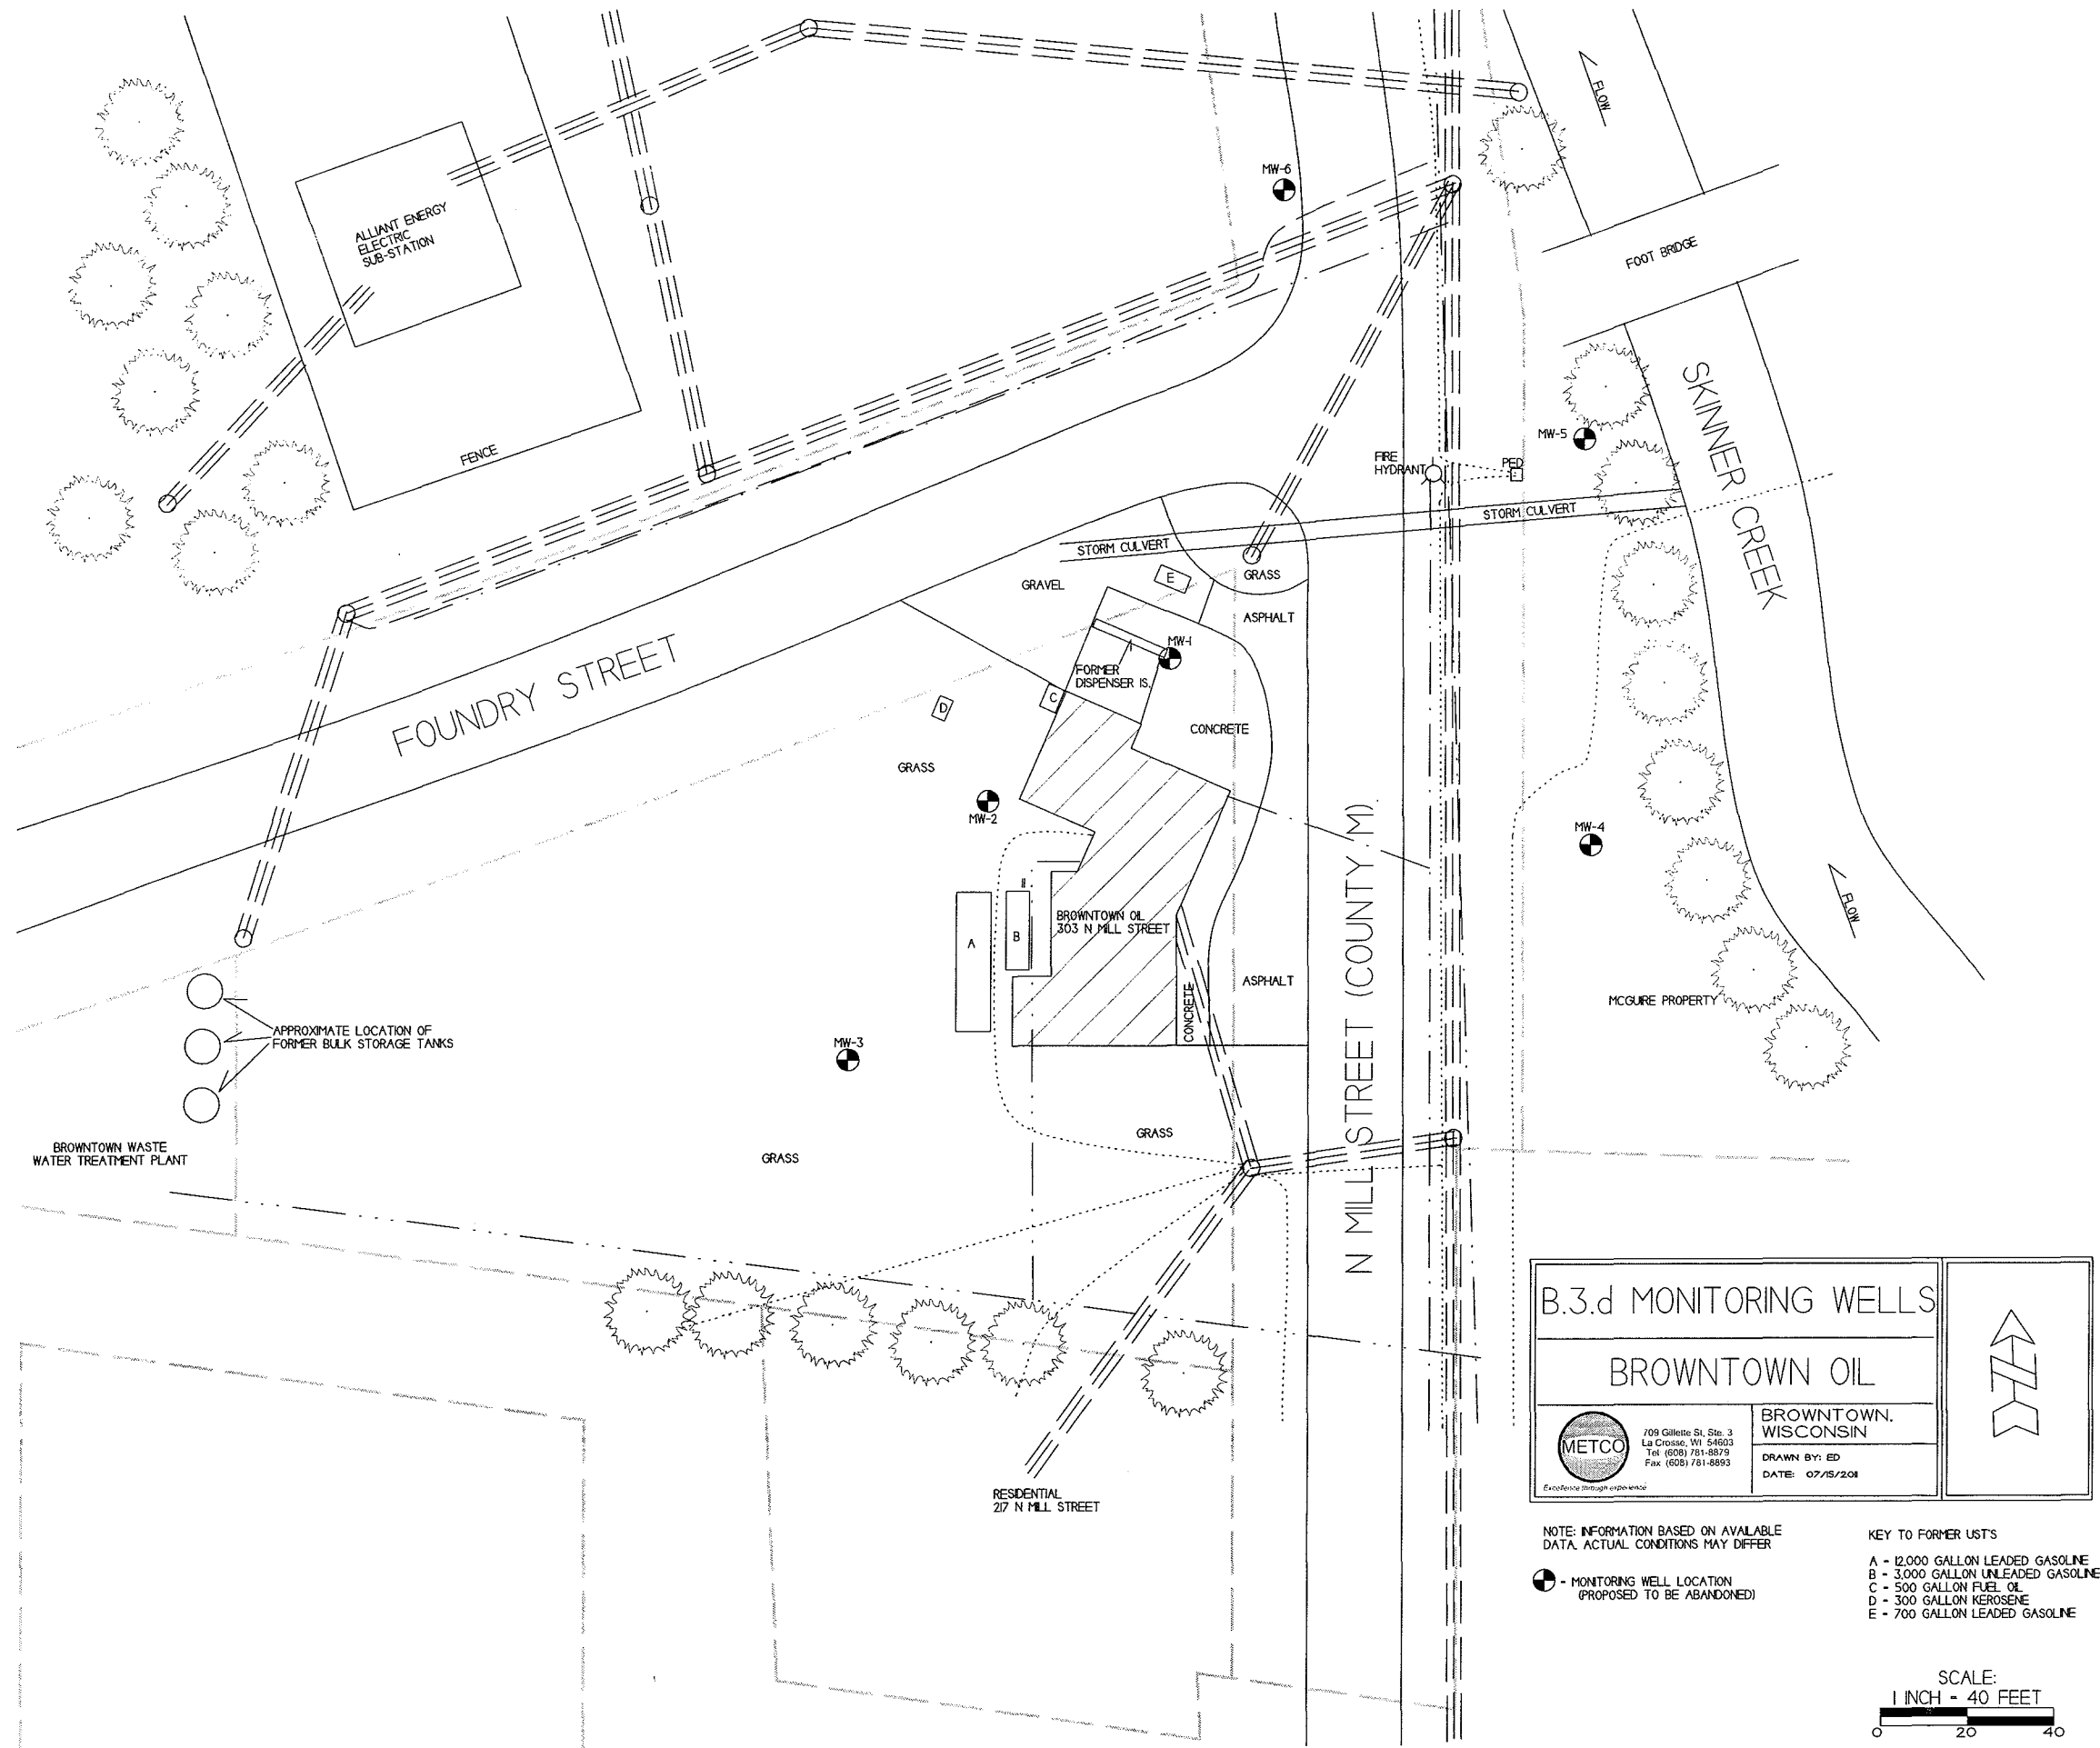 FLOW
MW-6
ALLIANT ENERGY
ELECTRIC
SUB-STATION
FOOT BRIDGE
SKINNER CREEK
MW-5
FENCE
FIRE
HYDRANT
PED
STORM CULVERT
STORM CULVERT
GRAVEL
E
GRASS
ASPHALT
MW-1
FORMER
DISPENSER IS.
FOUNDRY STREET
C
D
CONCRETE
GRASS
MW-2
MW-4
N MILL STREET (COUNTY M)
FLOW
BROWNTOWN OIL
303 N MILL STREET
A
B
ASPHALT
CONCRETE
MCGUIRE PROPERTY
APPROXIMATE LOCATION OF
FORMER BULK STORAGE TANKS
MW-3
GRASS
BROWNTOWN WASTE
WATER TREATMENT PLANT
GRASS
RESIDENTIAL
217 N MILL STREET
B.3.d MONITORING WELLS
BROWNTOWN OIL
METCO
Excellence through experience
709 Gillette St, Ste. 3
La Crosse, WI 54603
Tel: (608) 781-8879
Fax: (608) 781-8893
BROWNTOWN,
WISCONSIN
DRAWN BY: ED
DATE: 07/15/2011
NOTE: INFORMATION BASED ON AVAILABLE
DATA. ACTUAL CONDITIONS MAY DIFFER
- MONITORING WELL LOCATION
(PROPOSED TO BE ABANDONED)
KEY TO FORMER UST'S
A - 12,000 GALLON LEADED GASOLINE
B - 3,000 GALLON UNLEADED GASOLINE
C - 500 GALLON FUEL OIL
D - 300 GALLON KEROSENE
E - 700 GALLON LEADED GASOLINE
SCALE:
1 INCH = 40 FEET
0 20 40